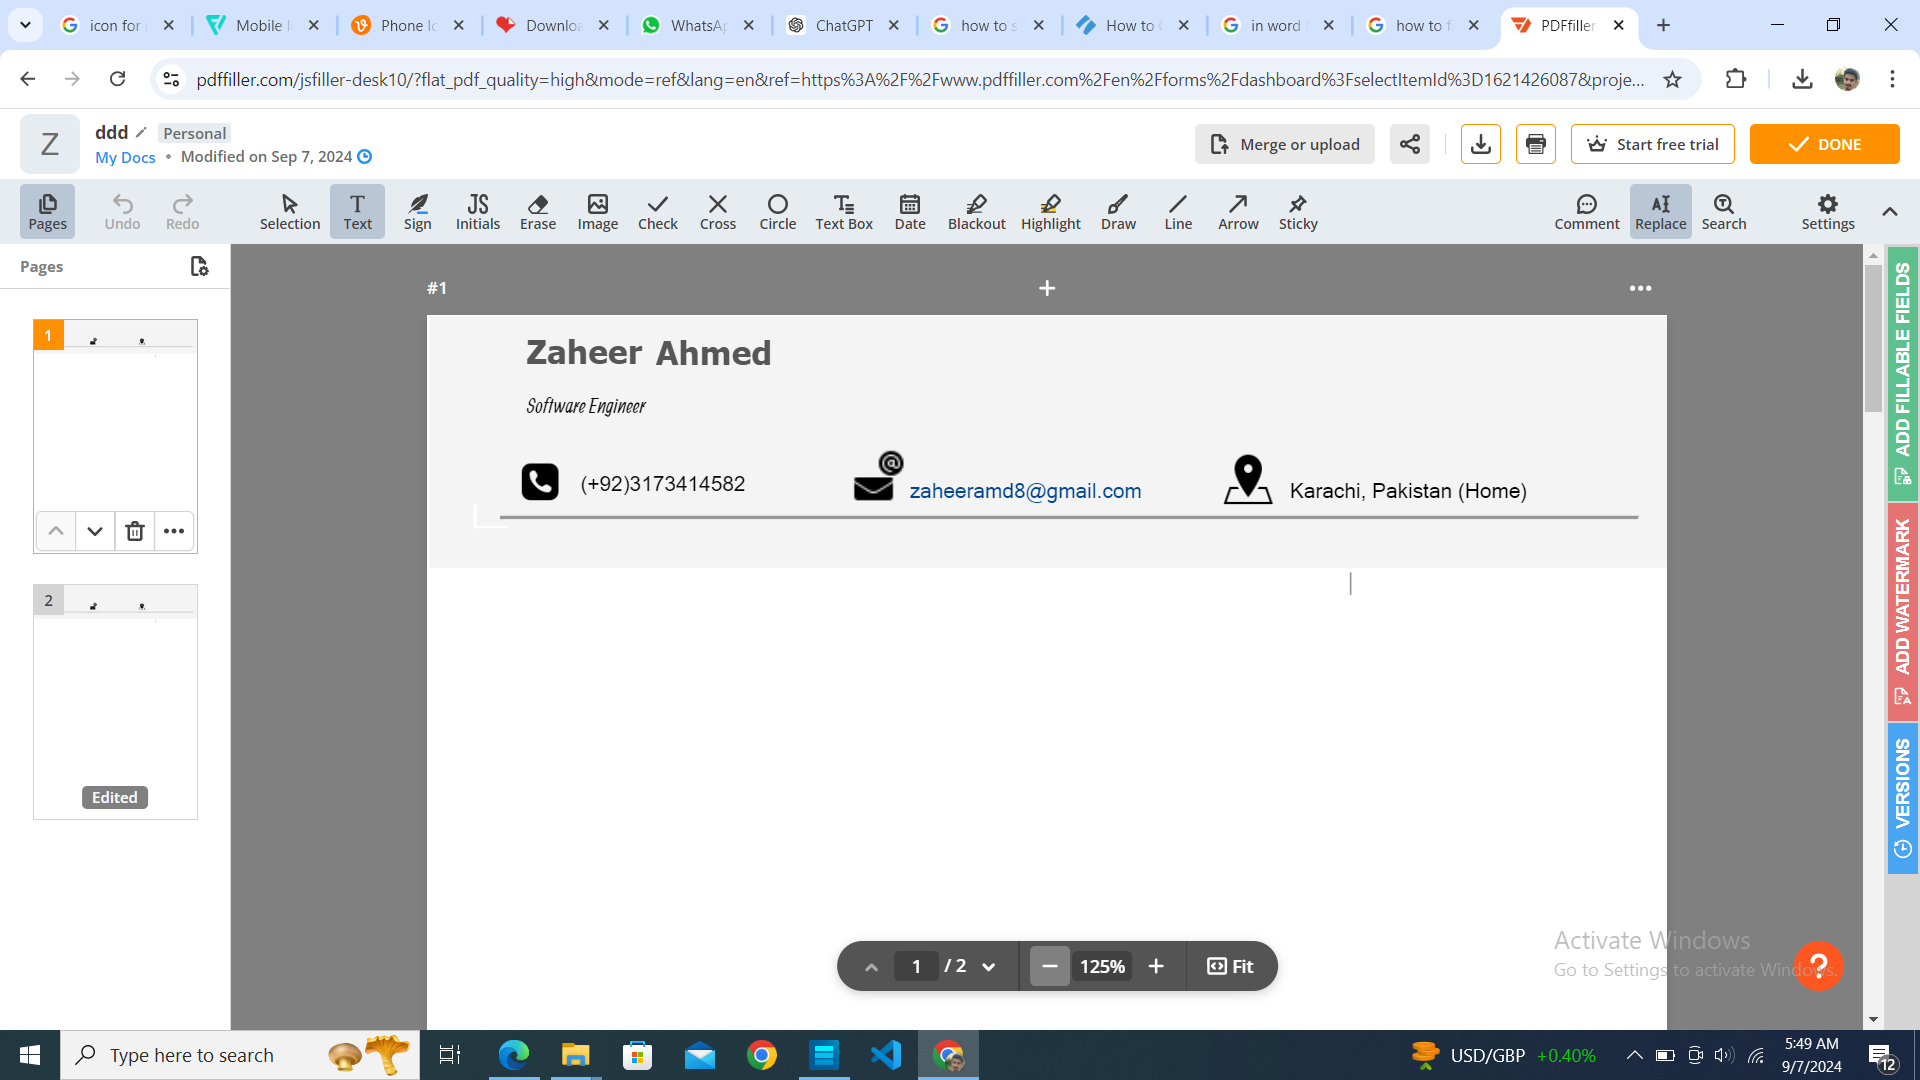 icon for
Mobile I
Phone Ic
Downloa
WhatsAp
ChatGPT
how to s
How to
in word
how to f
PDFfiller
pdffiller.com/jsfiller-desk10/?flat_pdf_quality=high&mode=ref&lang=en&ref=https%3A%2F%2Fwww.pdffiller.com%2Fen%2Fforms%2Fdashboard%3FselectItemId%3D1621426087&proje...
Z
ddd
Personal
My Docs • Modified on Sep 7, 2024
Merge or upload
Start free trial
DONE
Pages
Undo
Redo
Selection
Text
Sign
Initials
Erase
Image
Check
Cross
Circle
Text Box
Date
Blackout
Highlight
Draw
Line
Arrow
Sticky
Comment
Replace
Search
Settings
Pages
#1
1
2
Edited
Zaheer Ahmed
Software Engineer
(+92)3173414582
zaheeramd8@gmail.com
Karachi, Pakistan (Home)
ADD FILLABLE FIELDS
ADD WATERMARK
VERSIONS
1 / 2
125%
Fit
Activate Windows
Go to Settings to activate Windows.
?
Type here to search
USD/GBP +0.40%
5:49 AM
9/7/2024
12